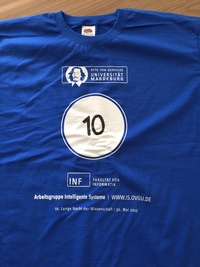 OTTO VON GUERICKE
UNIVERSITÄT
MAGDEBURG
10
INF
FAKULTÄT FÜR
INFORMATIK
Arbeitsgruppe Intelligente Systeme | WWW.IS.OVGU.DE
10. Lange Nacht der Wissenschaft | 30. Mai 2015